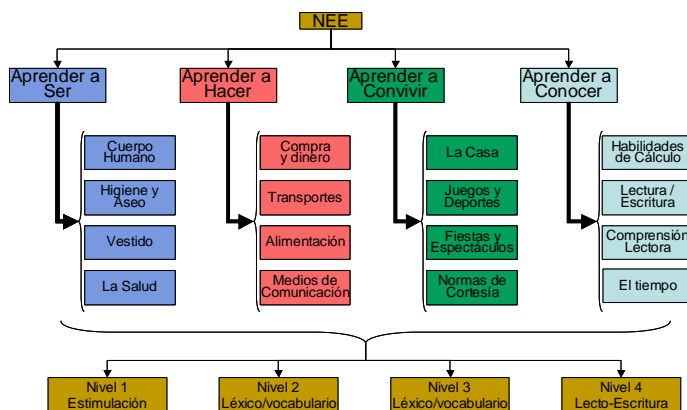 NEE
Aprender a
Ser
Aprender a
Hacer
Aprender a
Convivir
Aprender a
Conocer
Cuerpo
Humano
Higiene y
Aseo
Vestido
La Salud
Compra
y dinero
Transportes
Alimentación
Medios de
Comunicación
La Casa
Juegos y
Deportes
Fiestas y
Espectáculos
Normas de
Cortesía
Habilidades
de Cálculo
Lectura /
Escritura
Comprensión
Lectora
El tiempo
Nivel 1
Estimulación
Nivel 2
Léxico/vocabulario
Nivel 3
Léxico/vocabulario
Nivel 4
Lecto-Escritura